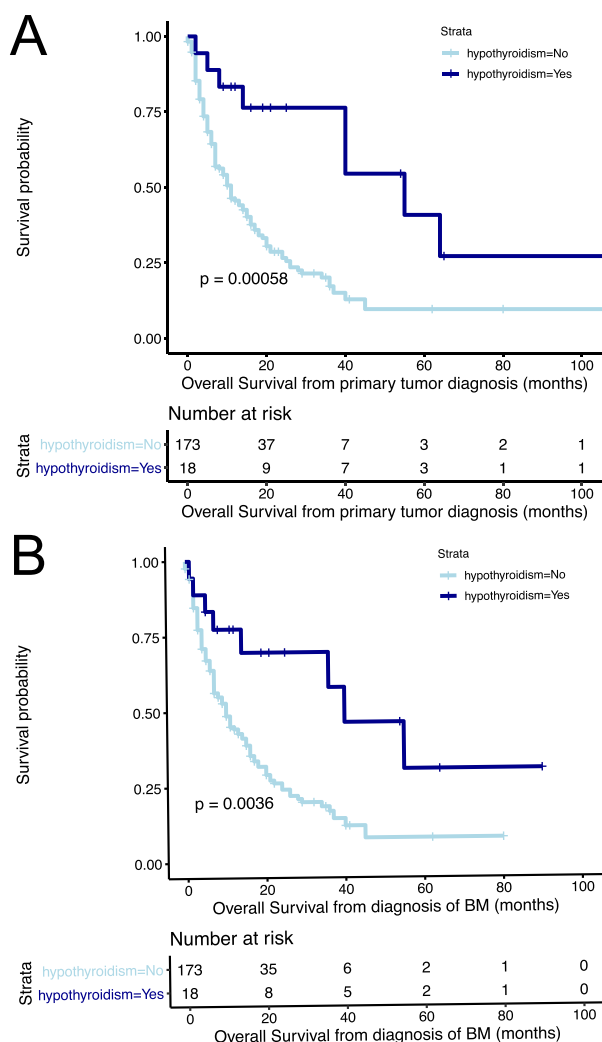 A
Strata
hypothyroidism=No
hypothyroidism=Yes
1.00
0.75
0.50
0.25
0.00
Survival probability
p = 0.00058
0 20 40 60 80 100
Overall Survival from primary tumor diagnosis (months)
Number at risk
Strata
hypothyroidism=No 173 37 7 3 2 1
hypothyroidism=Yes 18 9 7 3 1 1
0 20 40 60 80 100
Overall Survival from primary tumor diagnosis (months)
B
Strata
hypothyroidism=No
hypothyroidism=Yes
1.00
0.75
0.50
0.25
0.00
Survival probability
p = 0.0036
0 20 40 60 80 100
Overall Survival from diagnosis of BM (months)
Number at risk
Strata
hypothyroidism=No 173 35 6 2 1 0
hypothyroidism=Yes 18 8 5 2 1 0
0 20 40 60 80 100
Overall Survival from diagnosis of BM (months)